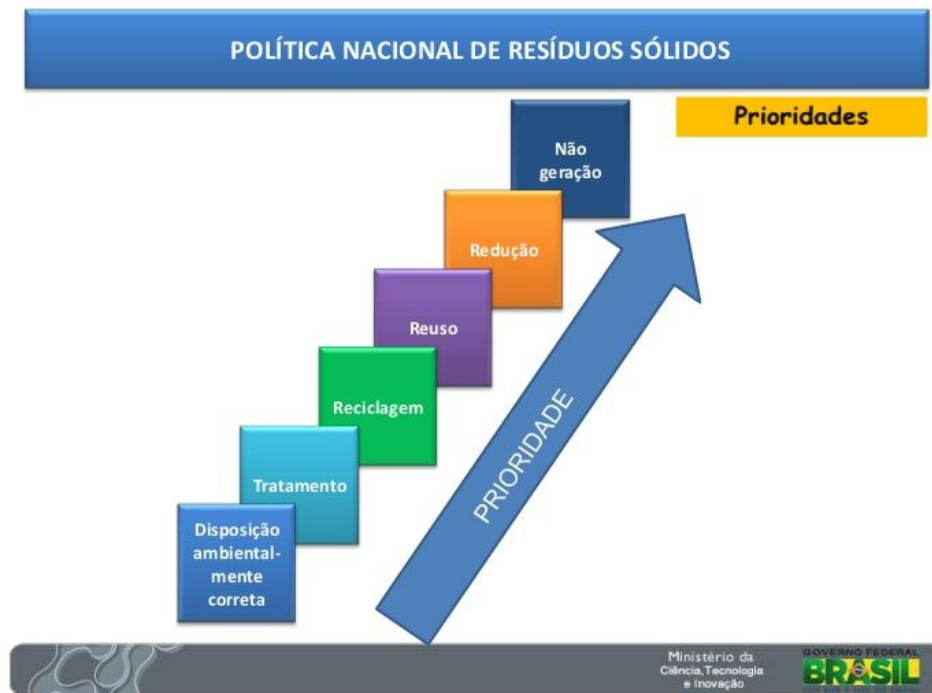 POLÍTICA NACIONAL DE RESÍDUOS SÓLIDOS
Prioridades
Não
geração
Redução
Reuso
Reciclagem
Tratamento
Disposição
ambiental-
mente
correta
PRIORIDADE
Ministério da
Ciência, Tecnologia
e Inovação
GOVERNO FEDERAL
BRASIL